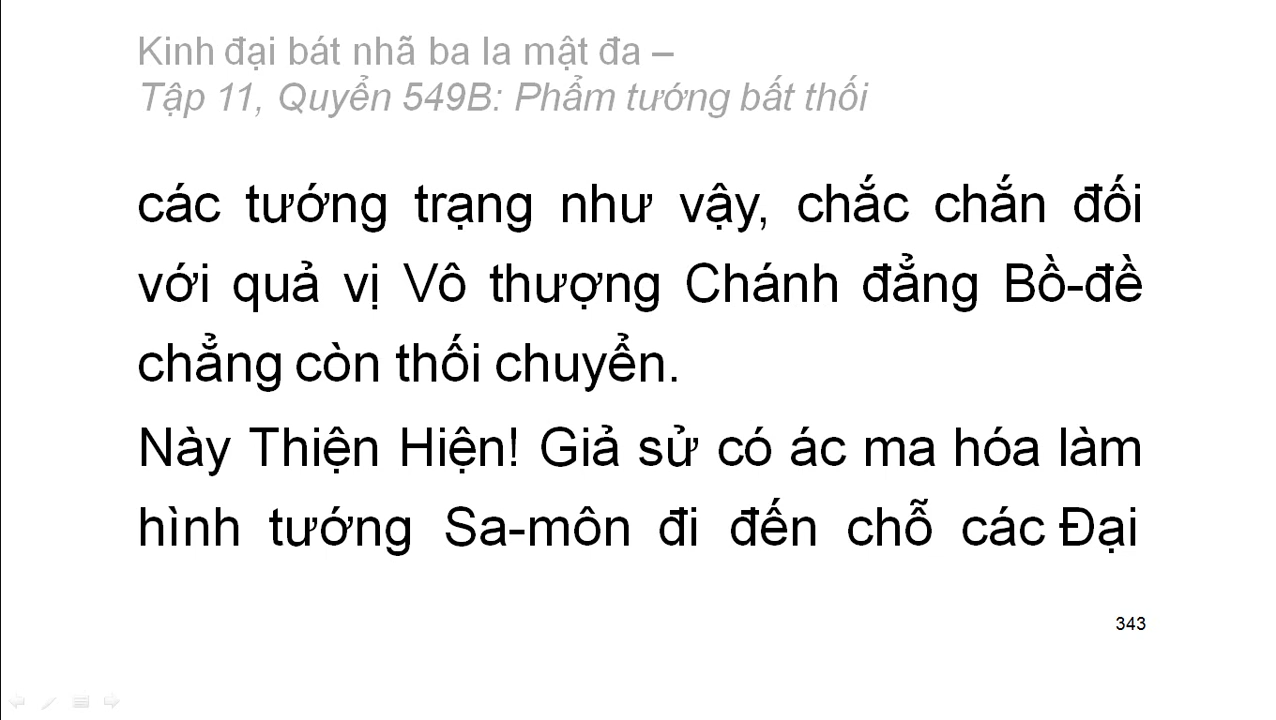 Kinh đại bát nhã ba la mật đa –
Tập 11, Quyển 549B: Phẩm tướng bất thối
các tướng trạng như vậy, chắc chắn đối
với quả vị Vô thượng Chánh đẳng Bồ-đề
chẳng còn thối chuyển.
Này Thiện Hiện! Giả sử có ác ma hóa làm
hình tướng Sa-môn đi đến chỗ các Đại
343